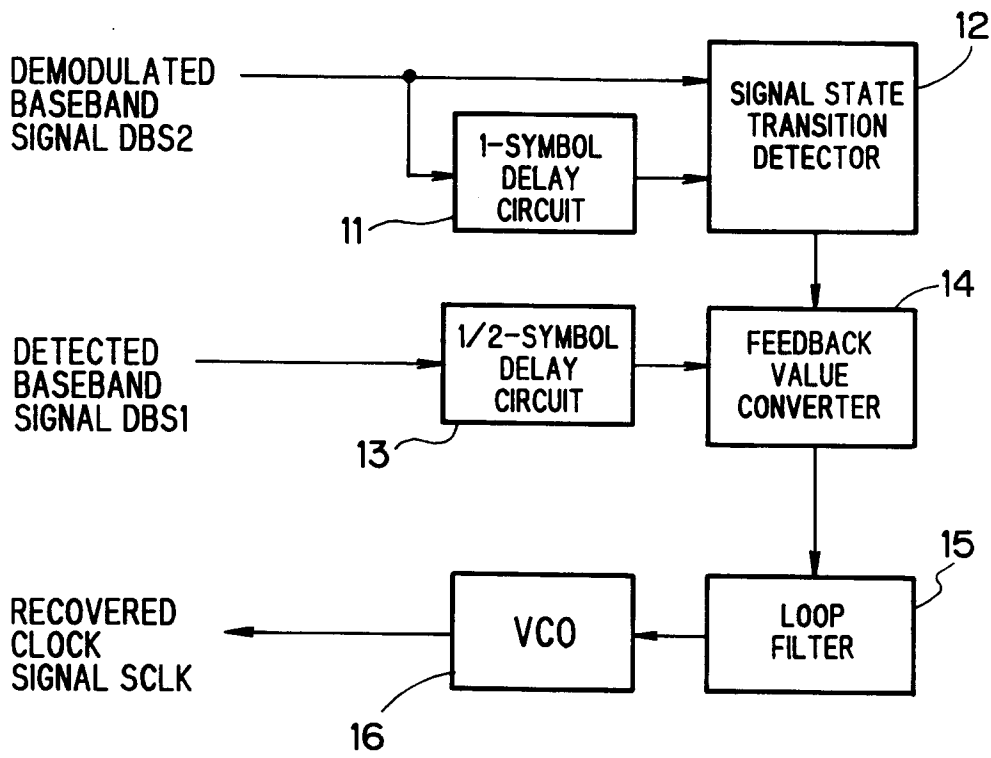 12
DEMODULATED
BASEBAND
SIGNAL DBS2
SIGNAL STATE
TRANSITION
DETECTOR
1-SYMBOL
DELAY
CIRCUIT
11
14
DETECTED
BASEBAND
SIGNAL DBS1
1/2-SYMBOL
DELAY
CIRCUIT
FEEDBACK
VALUE
CONVERTER
13
15
RECOVERED
CLOCK
SIGNAL SCLK
VCO
LOOP
FILTER
16